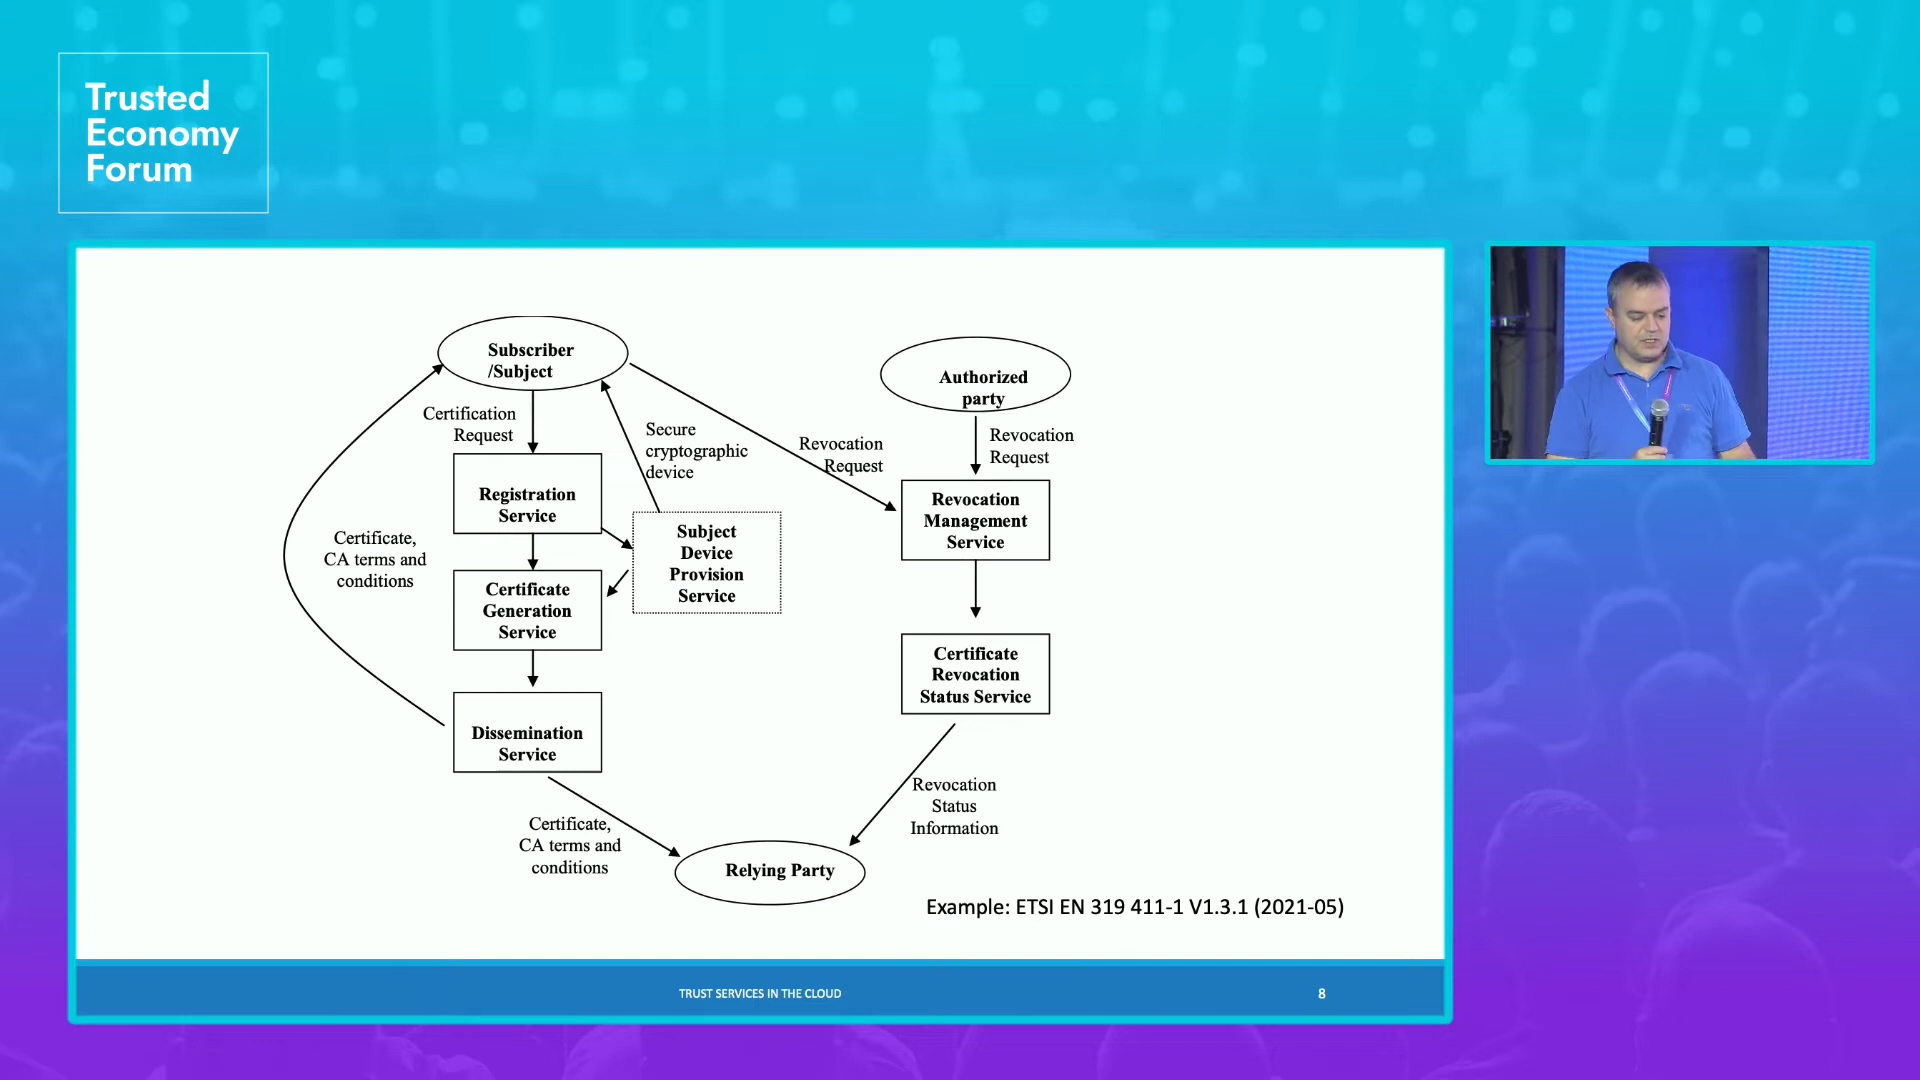 Trusted
Economy
Forum
Subscriber
/Subject
Authorized
party
Certification
Request
Secure
cryptographic
device
Revocation
Request
Revocation
Request
Registration
Service
Subject
Device
Provision
Service
Revocation
Management
Service
Certificate,
CA terms and
conditions
Certificate
Generation
Service
Certificate
Revocation
Status Service
Dissemination
Service
Revocation
Status
Information
Certificate,
CA terms and
conditions
Relying Party
Example: ETSI EN 319 411-1 V1.3.1 (2021-05)
TRUST SERVICES IN THE CLOUD
8